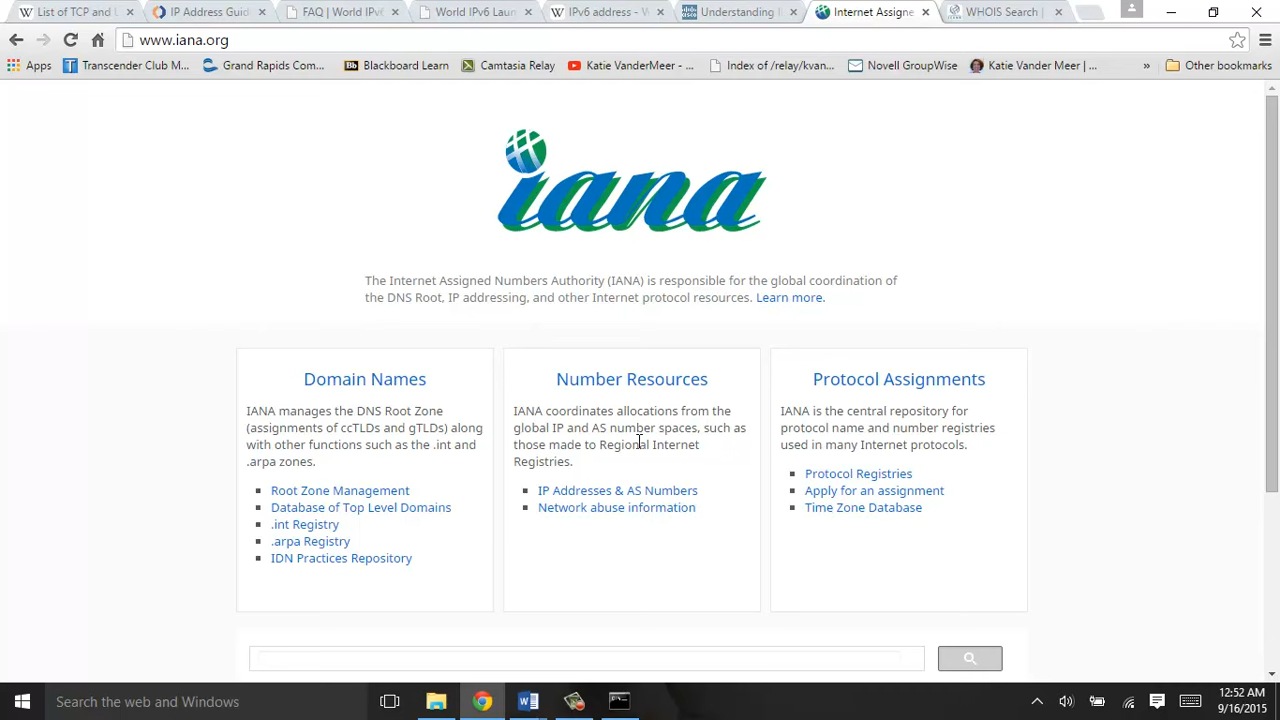 List of TCP and U
IP Address Guid
FAQ | World IPv6
World IPv6 Laun
IPv6 address - W
Understanding I
Internet Assigne
WHOIS Search |
www.iana.org
Apps
Transcender Club M...
Grand Rapids Com...
Blackboard Learn
Camtasia Relay
Katie VanderMeer - ...
Index of /relay/kvan...
Novell GroupWise
Katie Vander Meer | ...
»
Other bookmarks
iana
The Internet Assigned Numbers Authority (IANA) is responsible for the global coordination of
the DNS Root, IP addressing, and other Internet protocol resources. Learn more.
Domain Names
IANA manages the DNS Root Zone
(assignments of ccTLDs and gTLDs) along
with other functions such as the .int and
.arpa zones.
Root Zone Management
Database of Top Level Domains
.int Registry
.arpa Registry
IDN Practices Repository
Number Resources
IANA coordinates allocations from the
global IP and AS number spaces, such as
those made to Regional Internet
Registries.
IP Addresses & AS Numbers
Network abuse information
Protocol Assignments
IANA is the central repository for
protocol name and number registries
used in many Internet protocols.
Protocol Registries
Apply for an assignment
Time Zone Database
Search the web and Windows
12:52 AM
9/16/2015